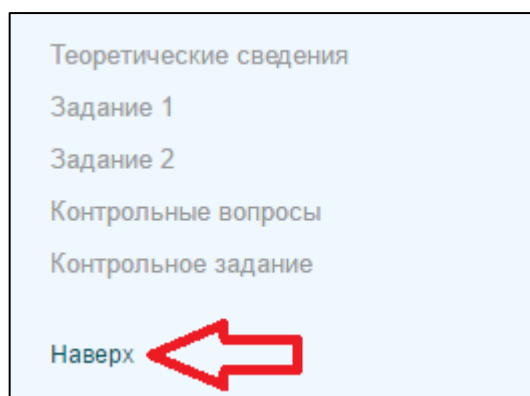 Теоретические сведения
Задание 1
Задание 2
Контрольные вопросы
Контрольное задание
Наверх